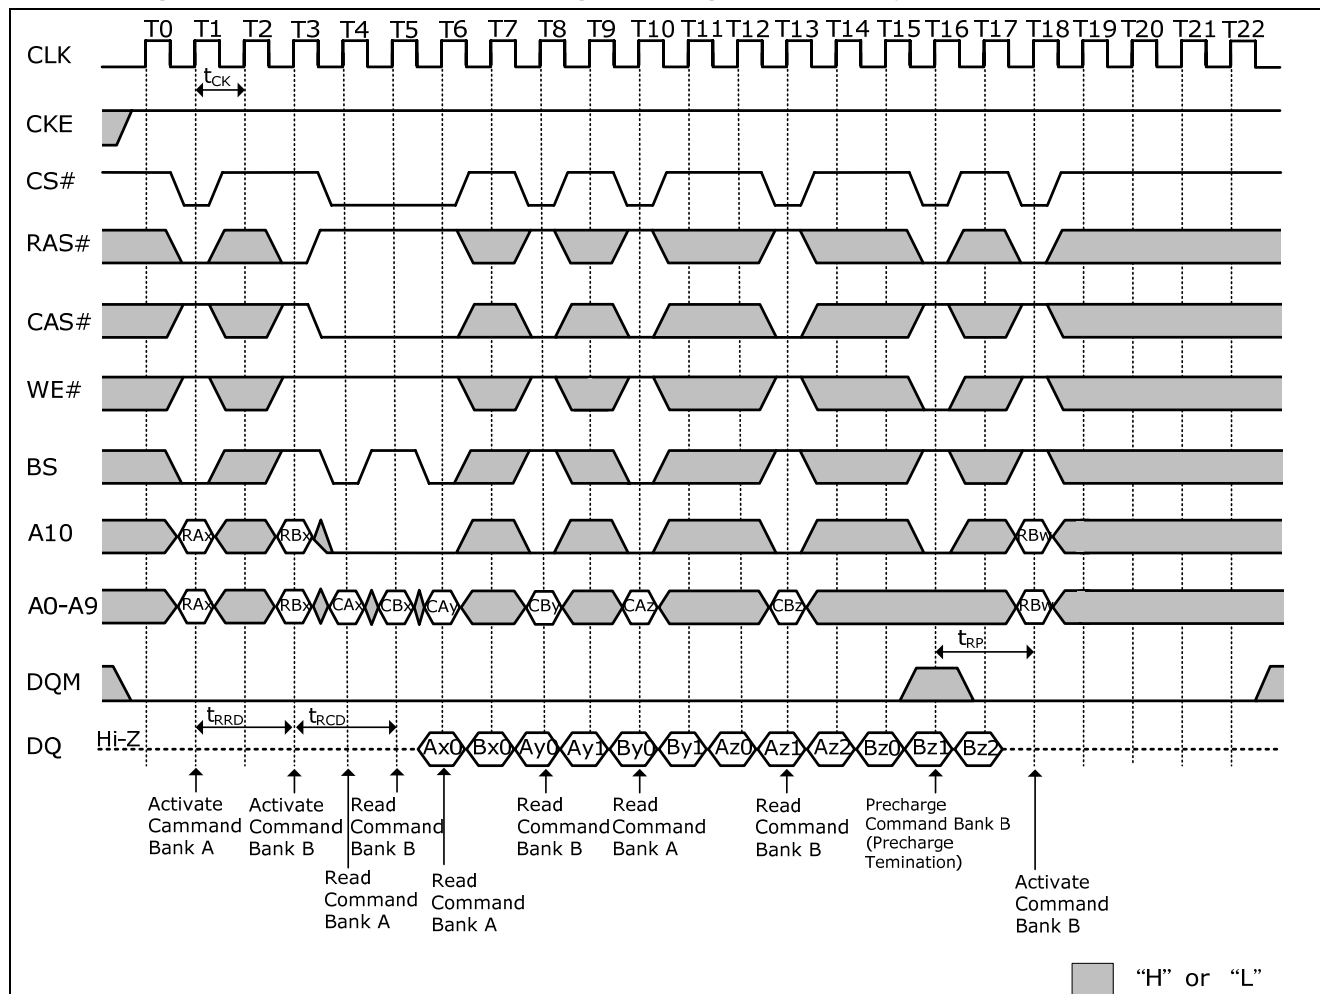 T0 T1 T2 T3 T4 T5 T6 T7 T8 T9 T10 T11 T12 T13 T14 T15 T16 T17 T18 T19 T20 T21 T22
CLK
tCK
CKE
CS#
RAS#
CAS#
WE#
BS
A10
RAx RBx RBw
A0-A9
RAx RBx CAx CBx CAy CBy CAz CBz RBw
tRP
DQM
tRRD tRCD
DQ
Hi-Z
Ax0 Bx0 Ay0 Ay1 By0 By1 Az0 Az1 Az2 Bz0 Bz1 Bz2
Activate
Cammand
Bank A
Activate
Command
Bank B
Read
Command
Bank B
Read
Command
Bank B
Read
Command
Bank A
Read
Command
Bank B
Precharge
Command Bank B
(Precharge
Temination)
Read
Command
Bank A
Read
Command
Bank A
Activate
Command
Bank B
“H” or “L”